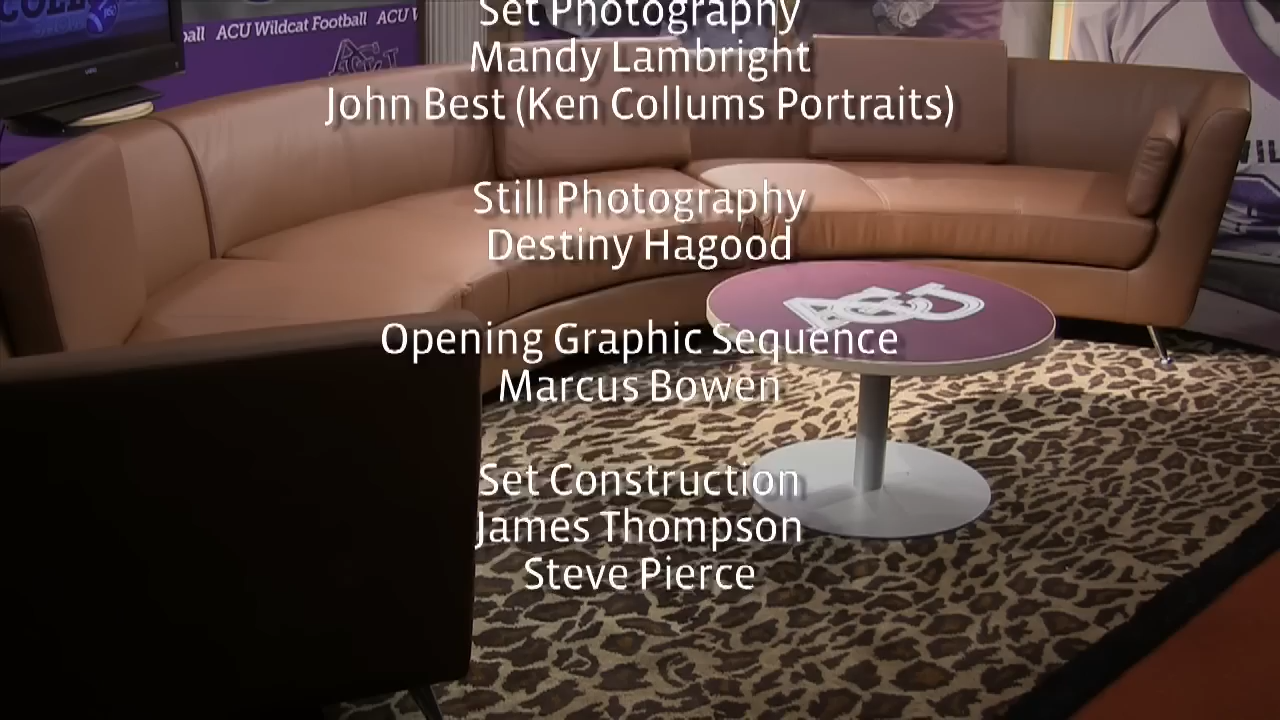 COLL
ball ACU Wildcat Football ACU
ACU
Set Photography
Mandy Lambright
John Best (Ken Collums Portraits)
Still Photography
Destiny Hagood
ACU
Opening Graphic Sequence
Marcus Bowen
Set Construction
James Thompson
Steve Pierce